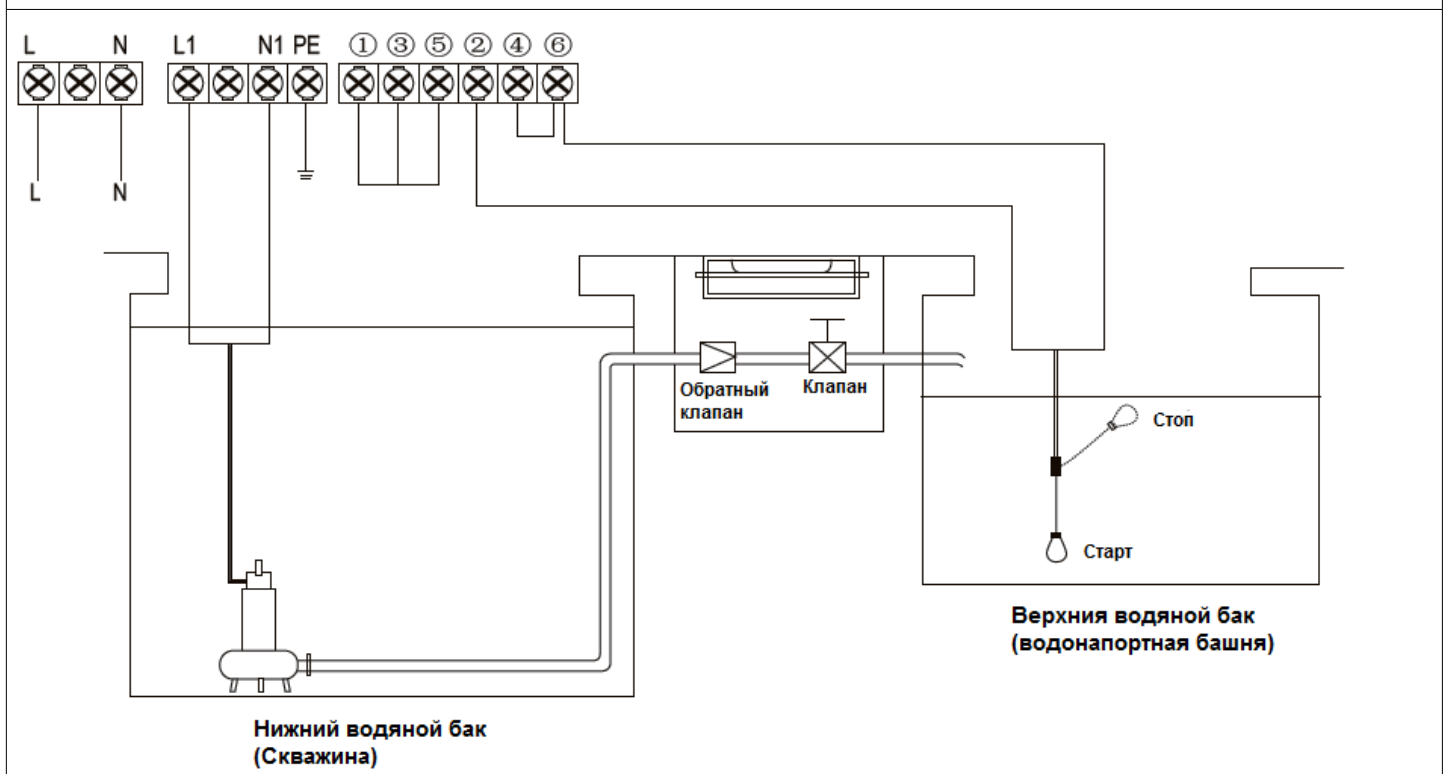 L N L1 N1 PE ① ③ ⑤ ② ④ ⑥
L N
Обратный
клапан
Клапан
Стоп
Старт
Верхния водяной бак
(водонапортная башня)
Нижний водяной бак
(Скважина)